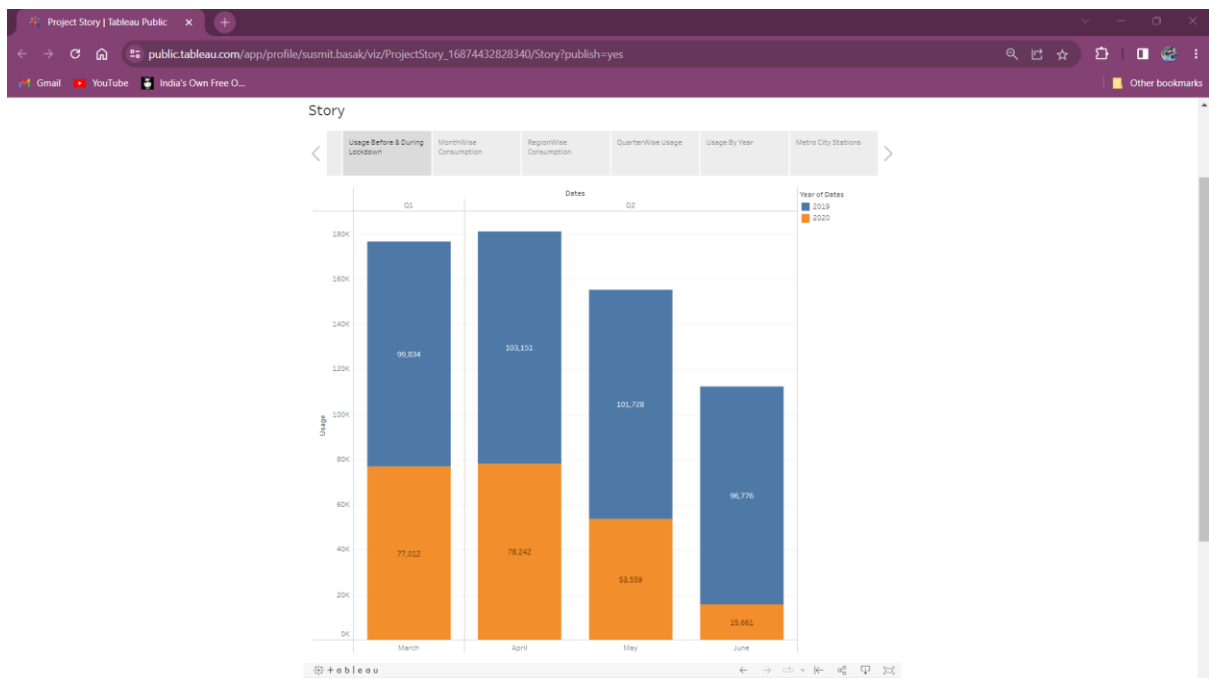 Project Story | Tableau Public
public.tableau.com/app/profile/susmit.basak/viz/ProjectStory_16874432828340/Story?publish=yes
Gmail YouTube India's Own Free O... Other bookmarks
Story
Usage Before & During
Lockdown
MonthWise
Consumption
RegionWise
Consumption
QuarterWise Usage
Usage By Year
Metro City Stations
Dates
Q1 Q2
Year of Dates
2019
2020
180K
160K
140K
120K
100K
80K
60K
40K
20K
0K
Usage
99,834
103,151
101,728
96,776
77,012
78,242
53,559
15,661
March April May June
+ a b l e a u